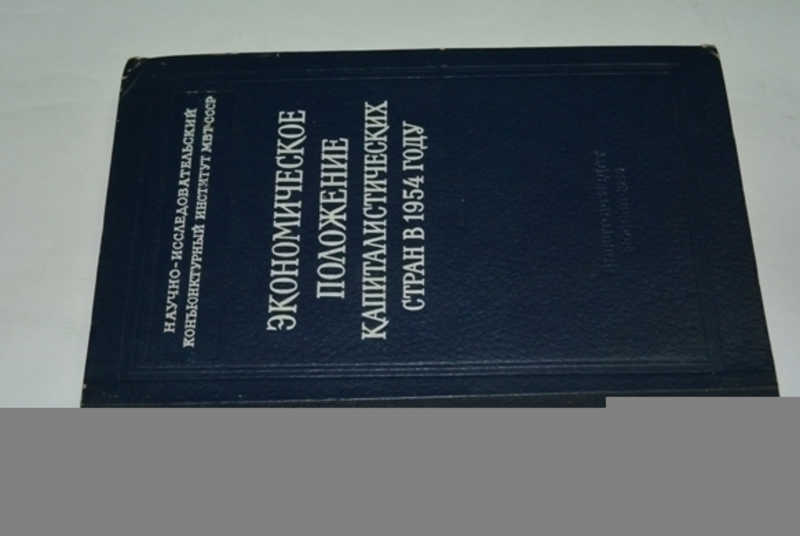 НАУЧНО-ИССЛЕДОВАТЕЛЬСКИЙ
КОНЪЮНКТУРНЫЙ ИНСТИТУТ МВТ-СССР
ЭКОНОМИЧЕСКОЕ
ПОЛОЖЕНИЕ
КАПИТАЛИСТИЧЕСКИХ
СТРАН В 1954 ГОДУ